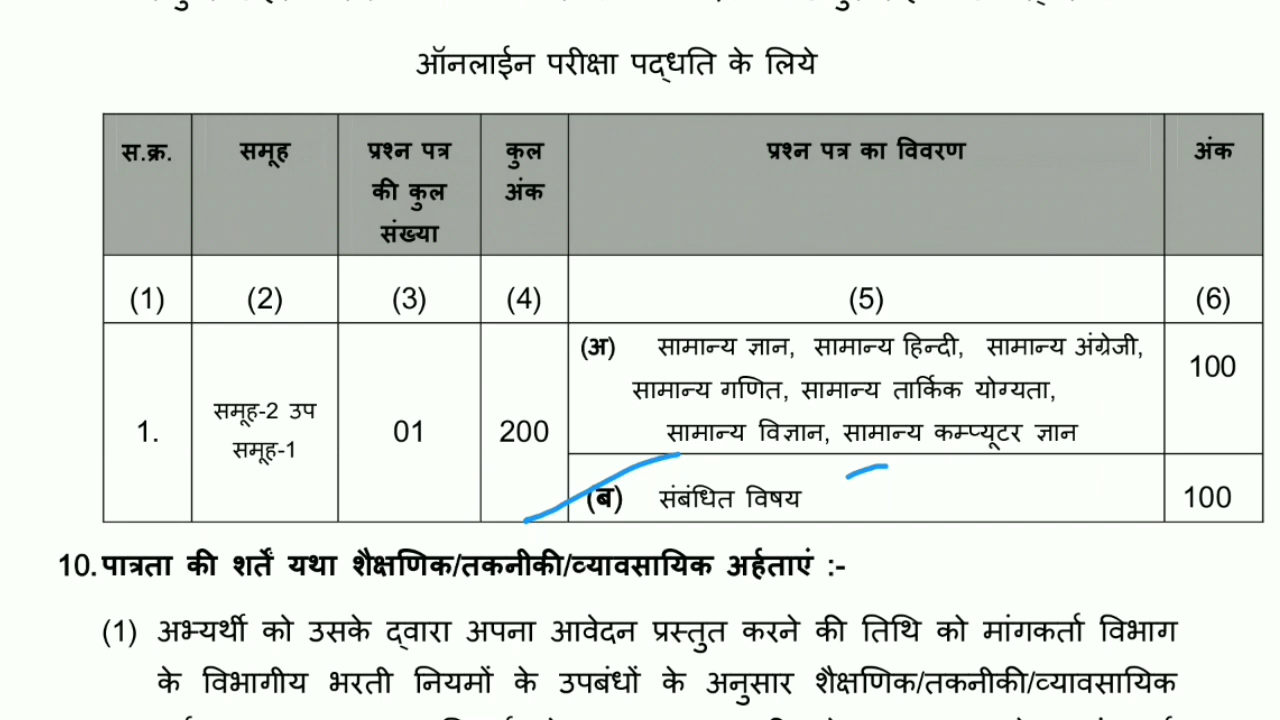 ऑनलाईन परीक्षा पद्धति के लिये
स.क्र. समूह प्रश्न पत्र की कुल संख्या कुल अंक प्रश्न पत्र का विवरण अंक
(1) (2) (3) (4) (5) (6)
1. समूह-2 उप समूह-1 01 200
(अ) सामान्य ज्ञान, सामान्य हिन्दी, सामान्य अंग्रेजी,
सामान्य गणित, सामान्य तार्किक योग्यता,
सामान्य विज्ञान, सामान्य कम्प्यूटर ज्ञान
100
(ब) संबंधित विषय 100
10. पात्रता की शर्तें यथा शैक्षणिक/तकनीकी/व्यावसायिक अर्हताएं :-
(1) अभ्यर्थी को उसके द्वारा अपना आवेदन प्रस्तुत करने की तिथि को मांगकर्ता विभाग
के विभागीय भरती नियमों के उपबंधों के अनुसार शैक्षणिक/तकनीकी/व्यावसायिक